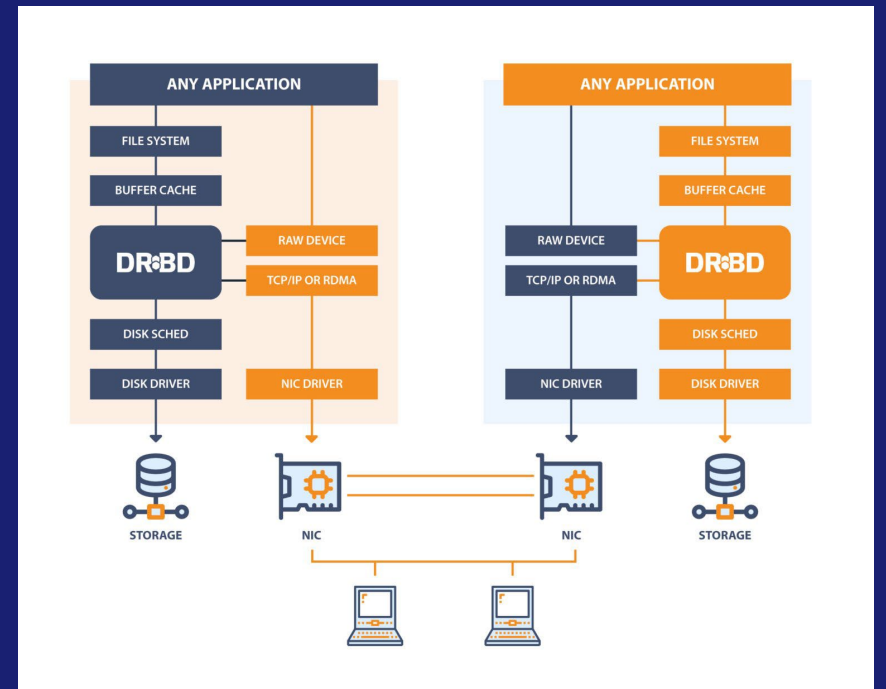 ANY APPLICATION
FILE SYSTEM
BUFFER CACHE
RAW DEVICE
DRBD
TCP/IP OR RDMA
DISK SCHED
DISK DRIVER
NIC DRIVER
STORAGE
NIC
ANY APPLICATION
FILE SYSTEM
BUFFER CACHE
RAW DEVICE
DRBD
TCP/IP OR RDMA
DISK SCHED
NIC DRIVER
DISK DRIVER
NIC
STORAGE